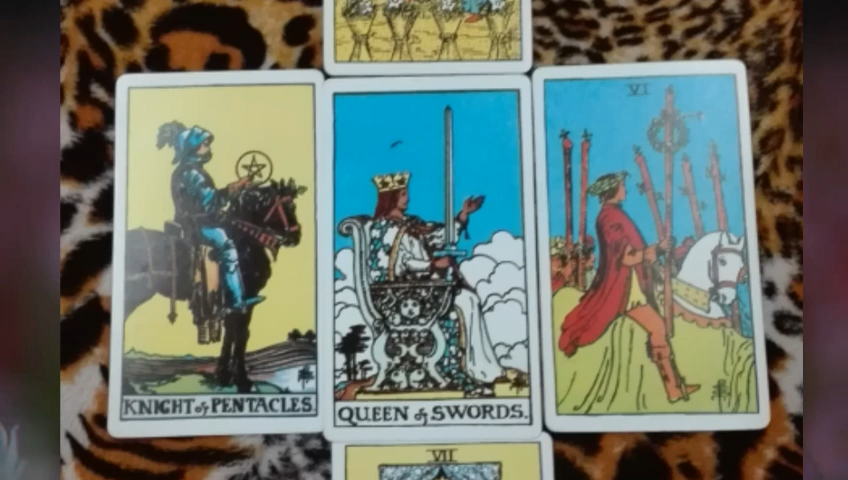 VI
KNIGHT of PENTACLES.
QUEEN of SWORDS.
VII